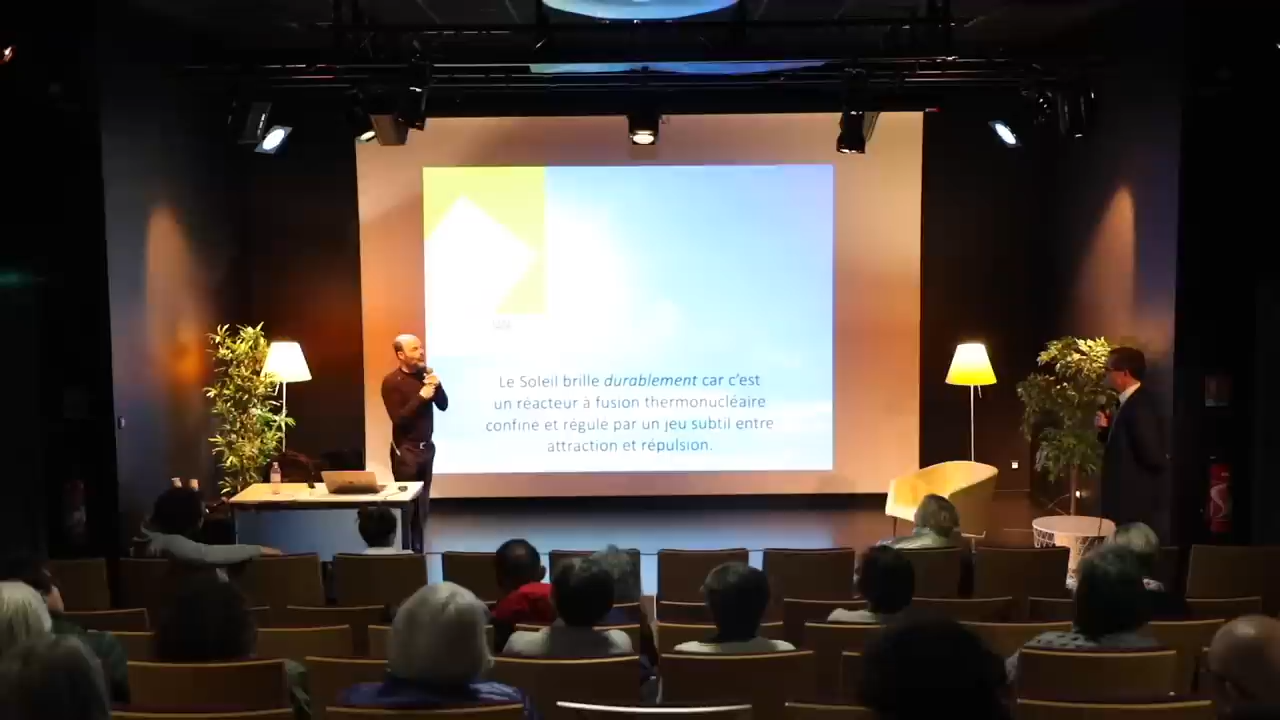 Le Soleil brille durablement car c'est
un réacteur à fusion thermonucléaire
confiné et régulé par un jeu subtil entre
attraction et répulsion.